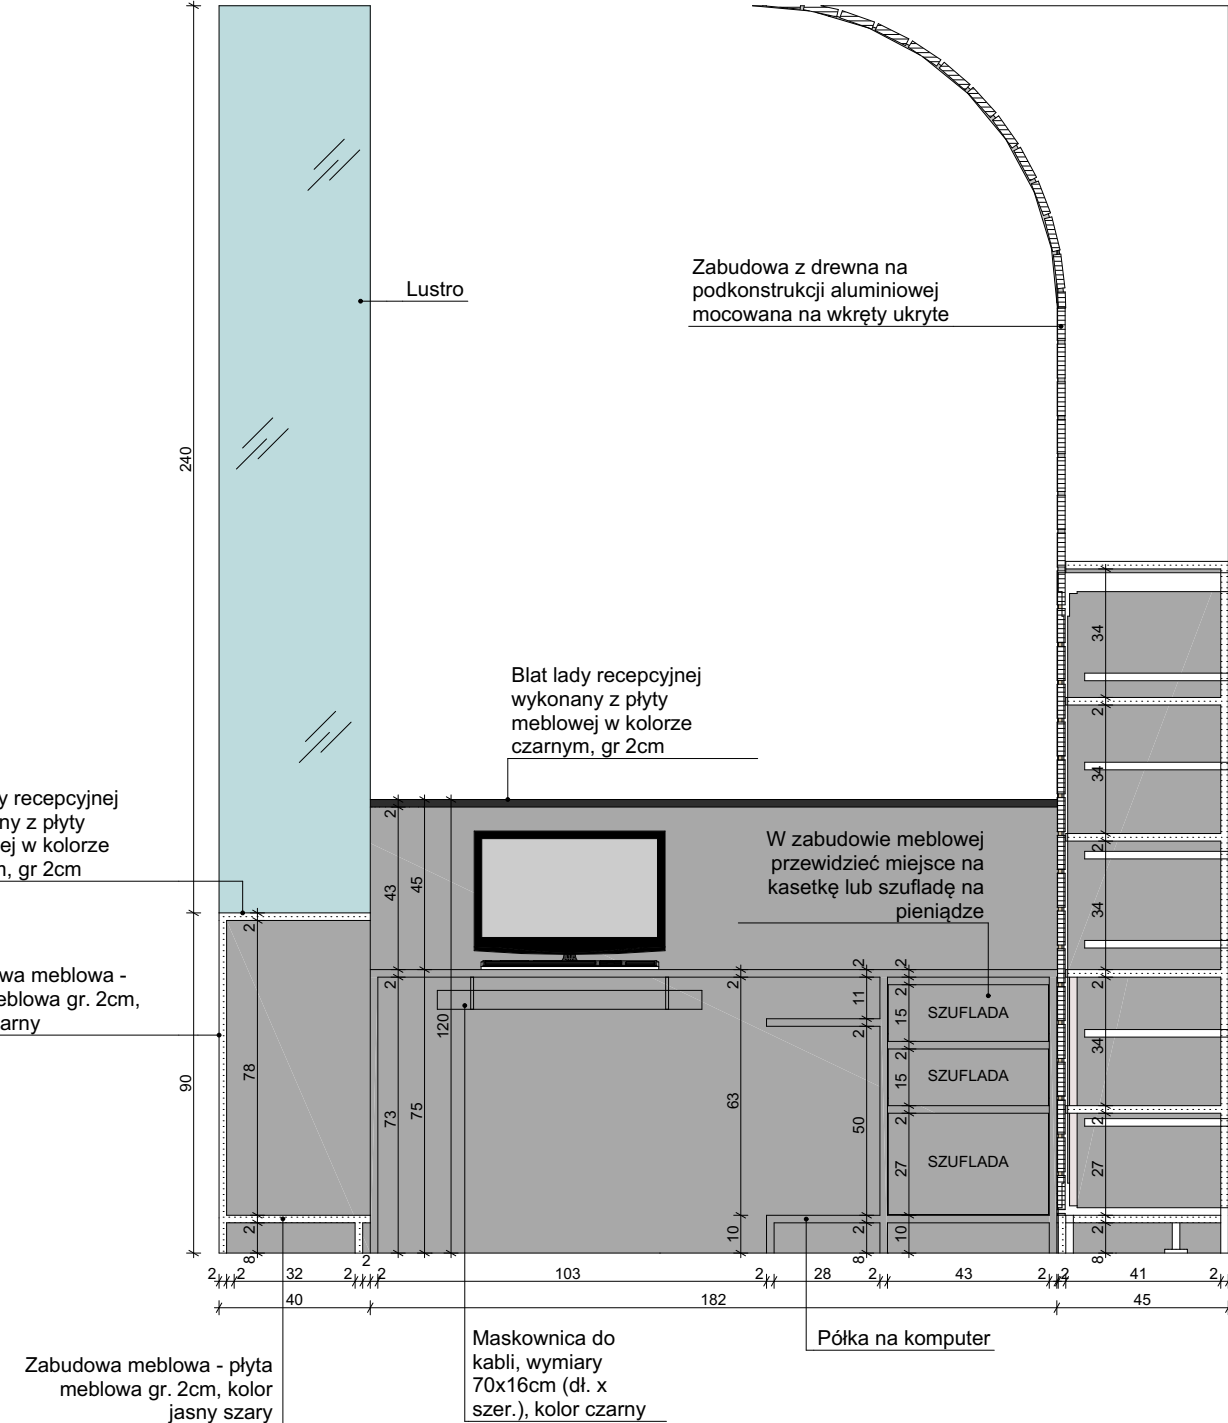 Lustro
Zabudowa z drewna na
podkonstrukcji aluminiowej
mocowana na wkręty ukryte
240
Blat lady recepcyjnej
wykonany z płyty
meblowej w kolorze
czarnym, gr 2cm
y recepcyjnej
ny z płyty
ej w kolorze
n, gr 2cm
W zabudowie meblowej
przewidzieć miejsce na
kasetkę lub szufladę na
pieniądze
wa meblowa -
eblowa gr. 2cm,
arny
90
2
78
2
8
2
43
2
73
45
75
120
2
63
10
2
11
2
50
2
8
2
2
15
2
15
2
27
10
SZUFLADA
SZUFLADA
SZUFLADA
34
2
34
2
34
2
34
2
27
2
8
2 2 32 2 2 2 103 2 28 2 43 2 2 41 2
40 182 45
Zabudowa meblowa - płyta
meblowa gr. 2cm, kolor
jasny szary
Maskownica do
kabli, wymiary
70x16cm (dł. x
szer.), kolor czarny
Półka na komputer